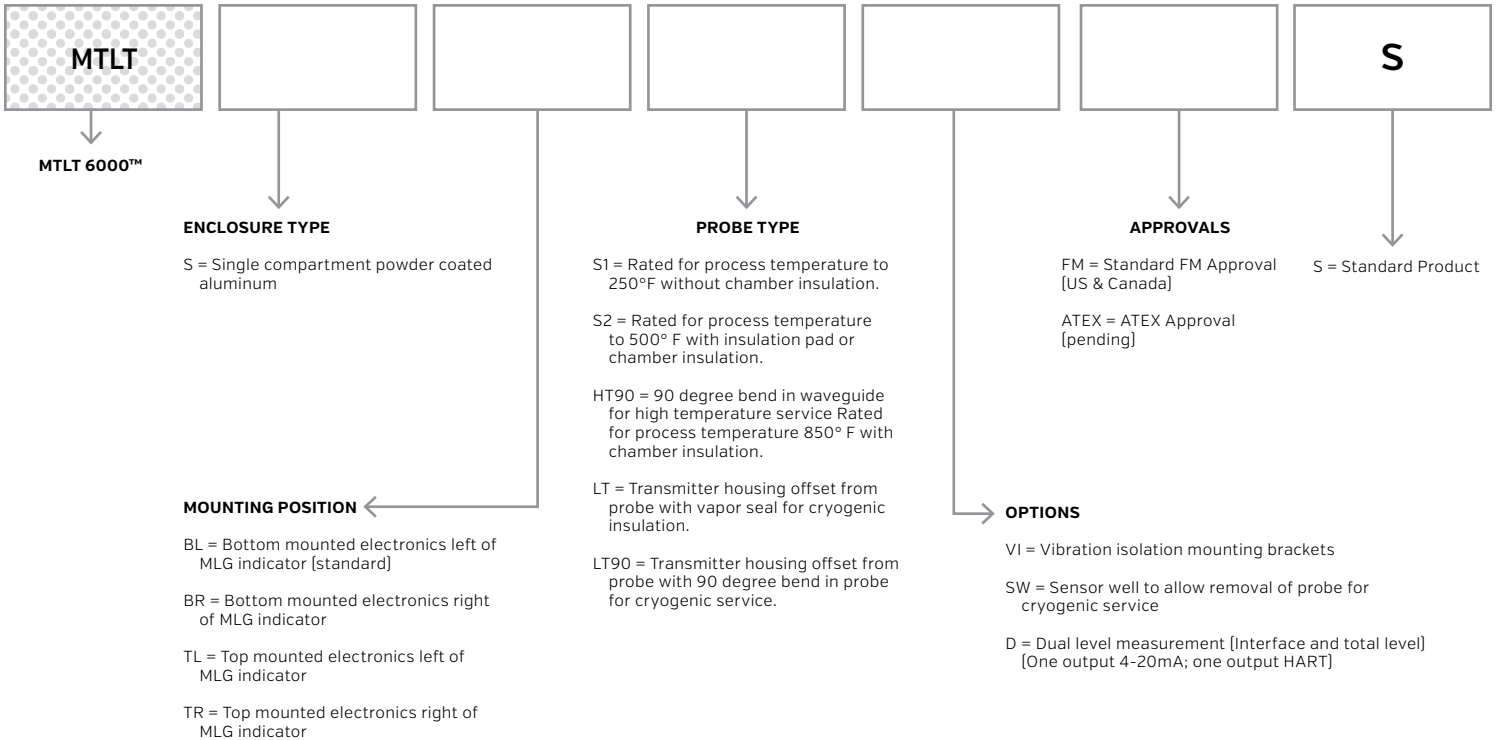 MTLT
S
MTLT 6000™
ENCLOSURE TYPE
S = Single compartment powder coated
aluminum
MOUNTING POSITION
BL = Bottom mounted electronics left of
MLG indicator [standard]
BR = Bottom mounted electronics right
of MLG indicator
TL = Top mounted electronics left of
MLG indicator
TR = Top mounted electronics right of
MLG indicator
PROBE TYPE
S1 = Rated for process temperature to
250°F without chamber insulation.
S2 = Rated for process temperature
to 500° F with insulation pad or
chamber insulation.
HT90 = 90 degree bend in waveguide
for high temperature service Rated
for process temperature 850° F with
chamber insulation.
LT = Transmitter housing offset from
probe with vapor seal for cryogenic
insulation.
LT90 = Transmitter housing offset from
probe with 90 degree bend in probe
for cryogenic service.
OPTIONS
VI = Vibration isolation mounting brackets
SW = Sensor well to allow removal of probe for
cryogenic service
D = Dual level measurement [Interface and total level]
[One output 4-20mA; one output HART]
APPROVALS
FM = Standard FM Approval
[US & Canada]
ATEX = ATEX Approval
[pending]
S = Standard Product